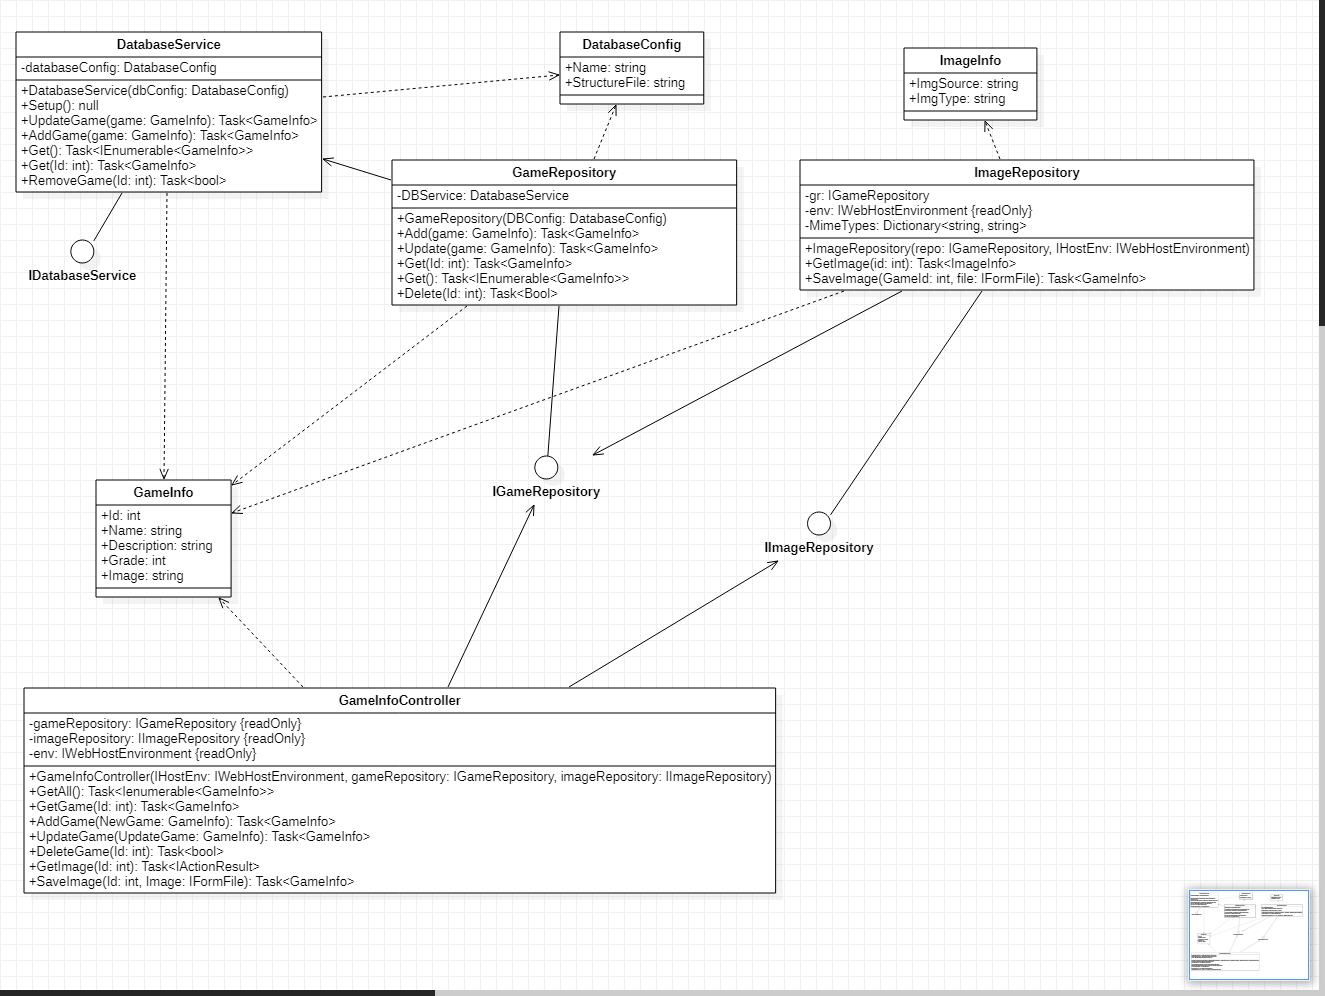 DatabaseService
-databaseConfig: DatabaseConfig
+DatabaseService(dbConfig: DatabaseConfig)
+Setup(): null
+UpdateGame(game: GameInfo): Task<GameInfo>
+AddGame(game: GameInfo): Task<GameInfo>
+Get(): Task<IEnumerable<GameInfo>>
+Get(Id: int): Task<GameInfo>
+RemoveGame(Id: int): Task<bool>
IDatabaseService
DatabaseConfig
+Name: string
+StructureFile: string
ImageInfo
+ImgSource: string
+ImgType: string
GameRepository
-DBService: DatabaseService
+GameRepository(DBConfig: DatabaseConfig)
+Add(game: GameInfo): Task<GameInfo>
+Update(game: GameInfo): Task<GameInfo>
+Get(Id: int): Task<GameInfo>
+Get(): Task<IEnumerable<GameInfo>>
+Delete(Id: int): Task<Bool>
ImageRepository
-gr: IGameRepository
-env: IWebHostEnvironment {readOnly}
-MimeTypes: Dictionary<string, string>
+ImageRepository(repo: IGameRepository, IHostEnv: IWebHostEnvironment)
+GetImage(id: int): Task<ImageInfo>
+SaveImage(GameId: int, file: IFormFile): Task<GameInfo>
GameInfo
+Id: int
+Name: string
+Description: string
+Grade: int
+Image: string
IGameRepository
IImageRepository
GameInfoController
-gameRepository: IGameRepository {readOnly}
-imageRepository: IImageRepository {readOnly}
-env: IWebHostEnvironment {readOnly}
+GameInfoController(IHostEnv: IWebHostEnvironment, gameRepository: IGameRepository, imageRepository: IImageRepository)
+GetAll(): Task<Ienumerable<GameInfo>>
+GetGame(Id: int): Task<GameInfo>
+AddGame(NewGame: GameInfo): Task<GameInfo>
+UpdateGame(UpdateGame: GameInfo): Task<GameInfo>
+DeleteGame(Id: int): Task<bool>
+GetImage(Id: int): Task<IActionResult>
+SaveImage(Id: int, Image: IFormFile): Task<GameInfo>